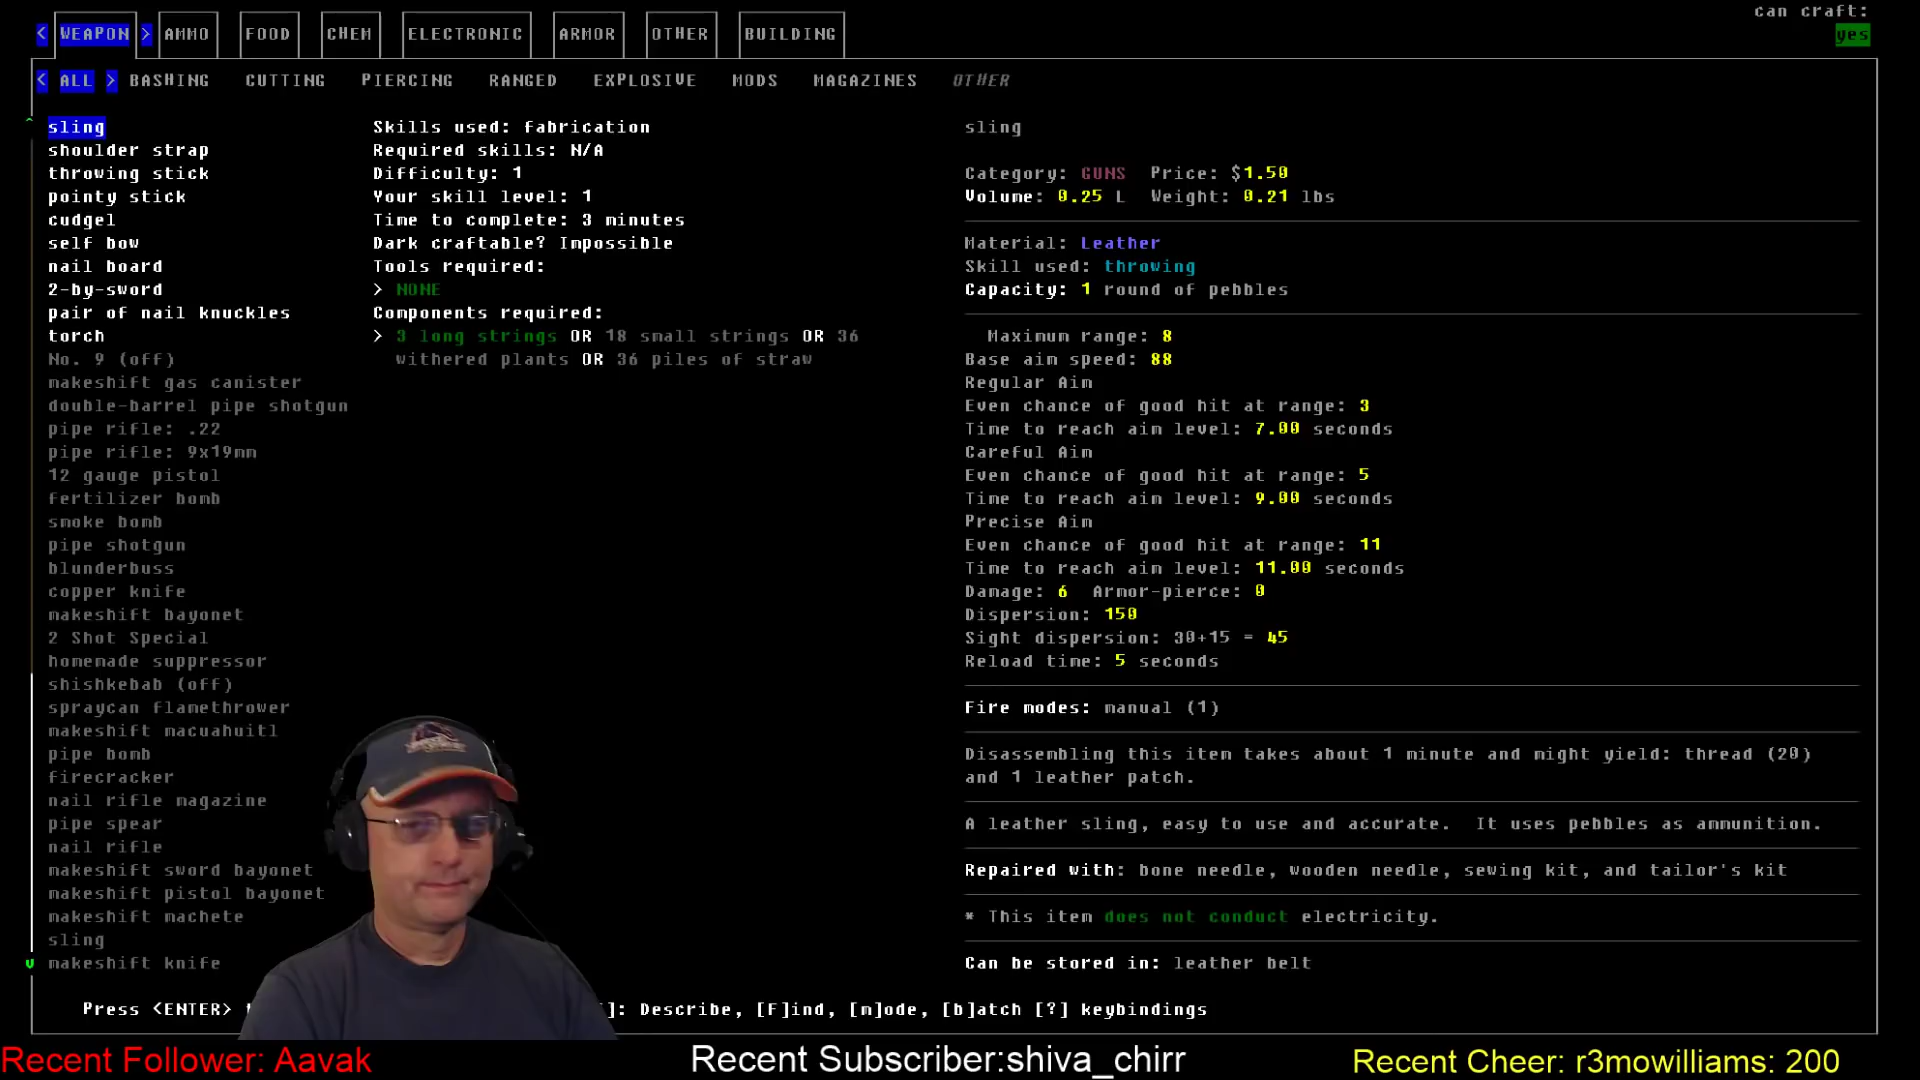 can craft:
< WEAPON > AMMO FOOD CHEM ELECTRONIC ARMOR OTHER BUILDING yes
< ALL > BASHING CUTTING PIERCING RANGED EXPLOSIVE MODS MAGAZINES OTHER
sling
shoulder strap
throwing stick
pointy stick
cudgel
self bow
nail board
2-by-sword
pair of nail knuckles
torch
No. 9 (off)
makeshift gas canister
double-barrel pipe shotgun
pipe rifle: .22
pipe rifle: 9x19mm
12 gauge pistol
fertilizer bomb
smoke bomb
pipe shotgun
blunderbuss
copper knife
makeshift bayonet
2 Shot Special
homemade suppressor
shishkebab (off)
spraycan flamethrower
makeshift macuahuitl
pipe bomb
firecracker
nail rifle magazine
pipe spear
nail rifle
makeshift sword bayonet
makeshift pistol bayonet
makeshift machete
sling
v makeshift knife
Skills used: fabrication
Required skills: N/A
Difficulty: 1
Your skill level: 1
Time to complete: 3 minutes
Dark craftable? Impossible
Tools required:
> NONE
Components required:
> 3 long strings OR 18 small strings OR 36
withered plants OR 36 piles of straw
sling
Category: GUNS Price: $1.50
Volume: 0.25 L Weight: 0.21 lbs
Material: Leather
Skill used: throwing
Capacity: 1 round of pebbles
Maximum range: 8
Base aim speed: 88
Regular Aim
Even chance of good hit at range: 3
Time to reach aim level: 7.00 seconds
Careful Aim
Even chance of good hit at range: 5
Time to reach aim level: 9.00 seconds
Precise Aim
Even chance of good hit at range: 11
Time to reach aim level: 11.00 seconds
Damage: 6 Armor-pierce: 0
Dispersion: 150
Sight dispersion: 30+15 = 45
Reload time: 5 seconds
Fire modes: manual (1)
Disassembling this item takes about 1 minute and might yield: thread (20)
and 1 leather patch.
A leather sling, easy to use and accurate. It uses pebbles as ammunition.
Repaired with: bone needle, wooden needle, sewing kit, and tailor's kit
* This item does not conduct electricity.
Can be stored in: leather belt
Press <ENTER> ]: Describe, [F]ind, [m]ode, [b]atch [?] keybindings
Recent Follower: Aavak
Recent Subscriber:shiva_chirr
Recent Cheer: r3mowilliams: 200